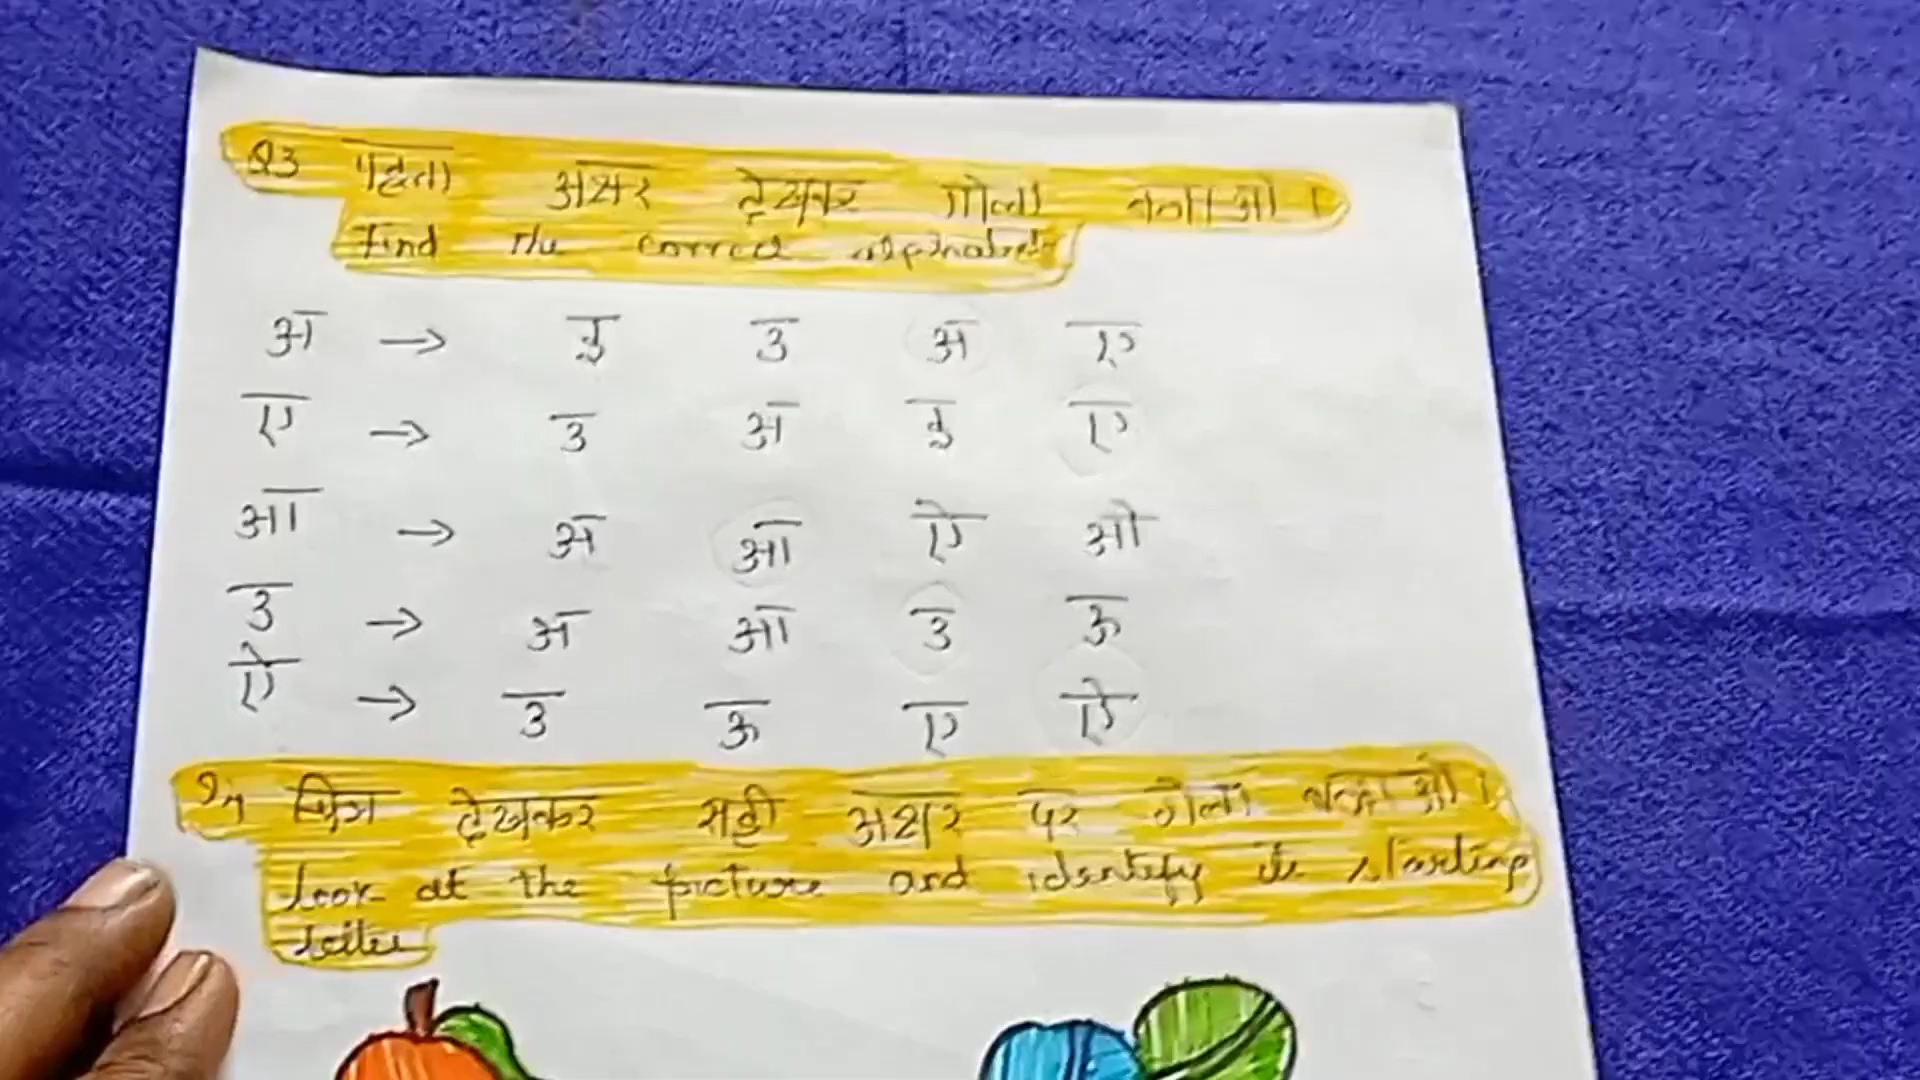 Q3 पहला अक्षर देखकर गोला बनाओ।
Find the correct alphabet
अ → इ उ अ ए
ए → उ अ इ ए
आ → अ आ ऐ ओ
उ → अ आ उ ऊ
ऐ → उ ऊ ए ऐ
चित्र देखकर सही अक्षर पर गोला बनाओ।
Look at the picture and identify its starting
letter